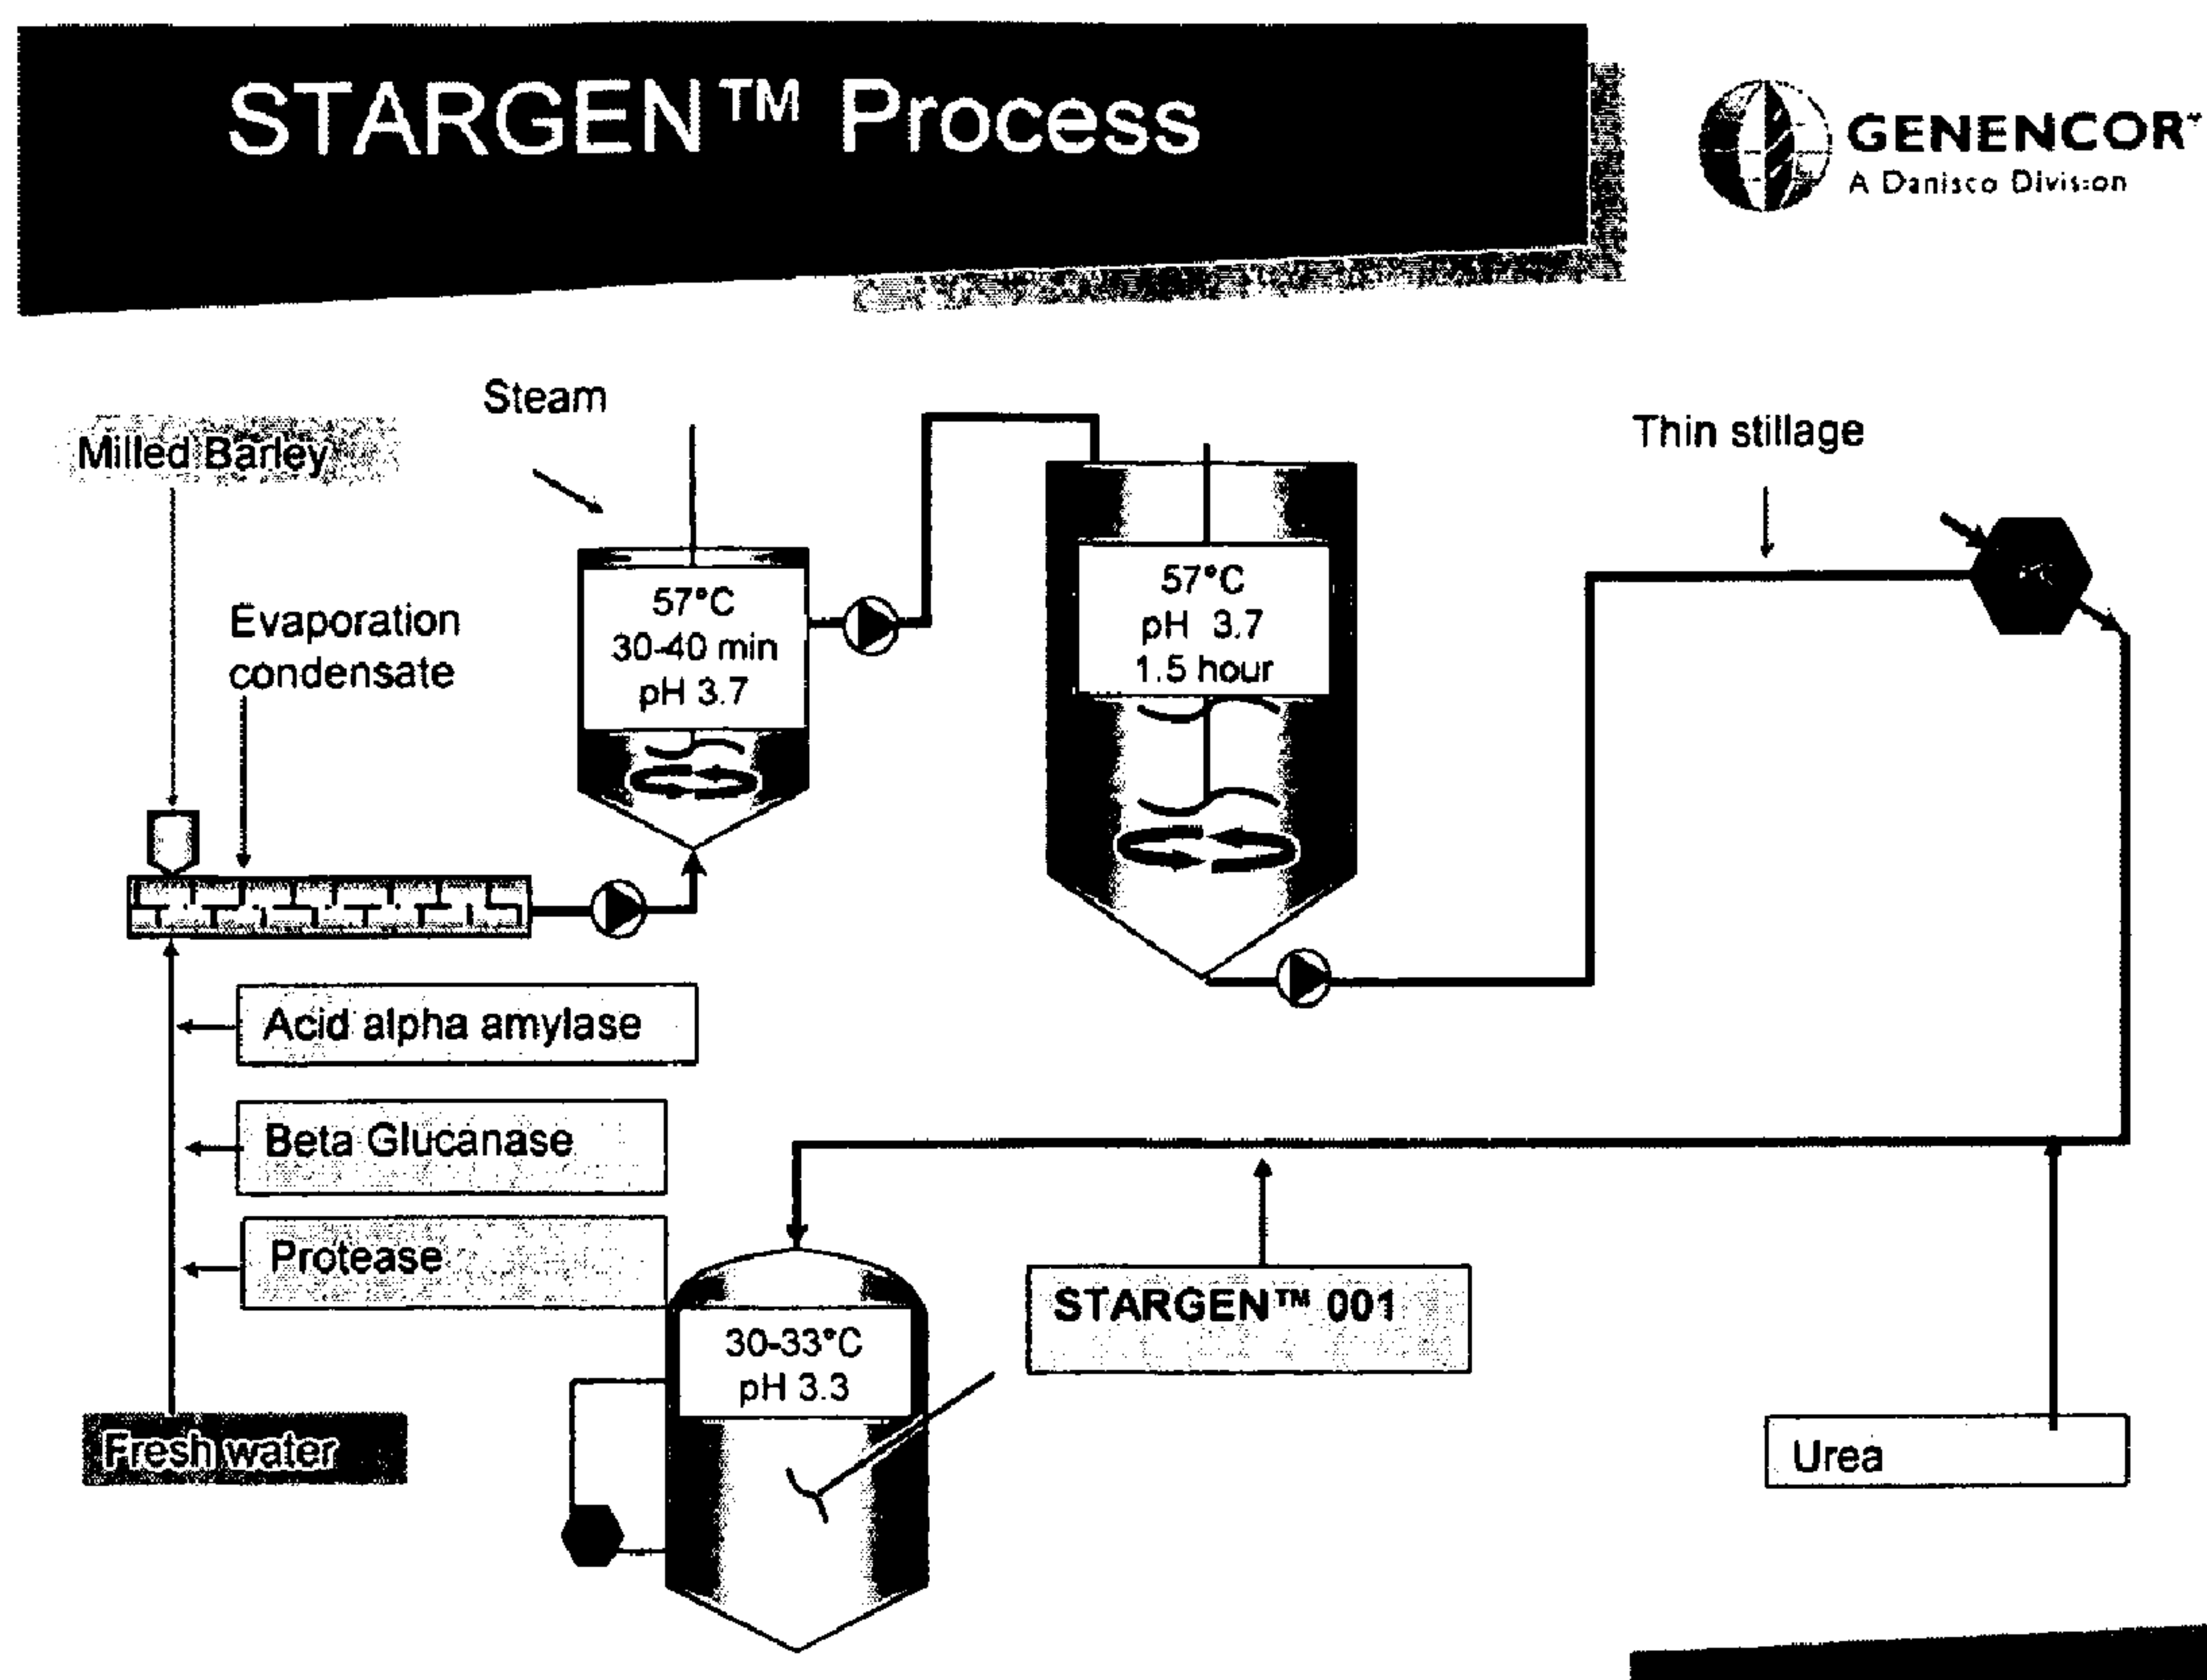 STARGEN™ Process
GENENCOR
A Danisco Division
Steam
Milled Barley
Thin stillage
57°C
30-40 min
pH 3.7
57°C
pH 3.7
1.5 hour
Evaporation
condensate
Acid alpha amylase
Beta Glucanase
Protease
STARGEN™ 001
30-33°C
pH 3.3
Fresh water
Urea